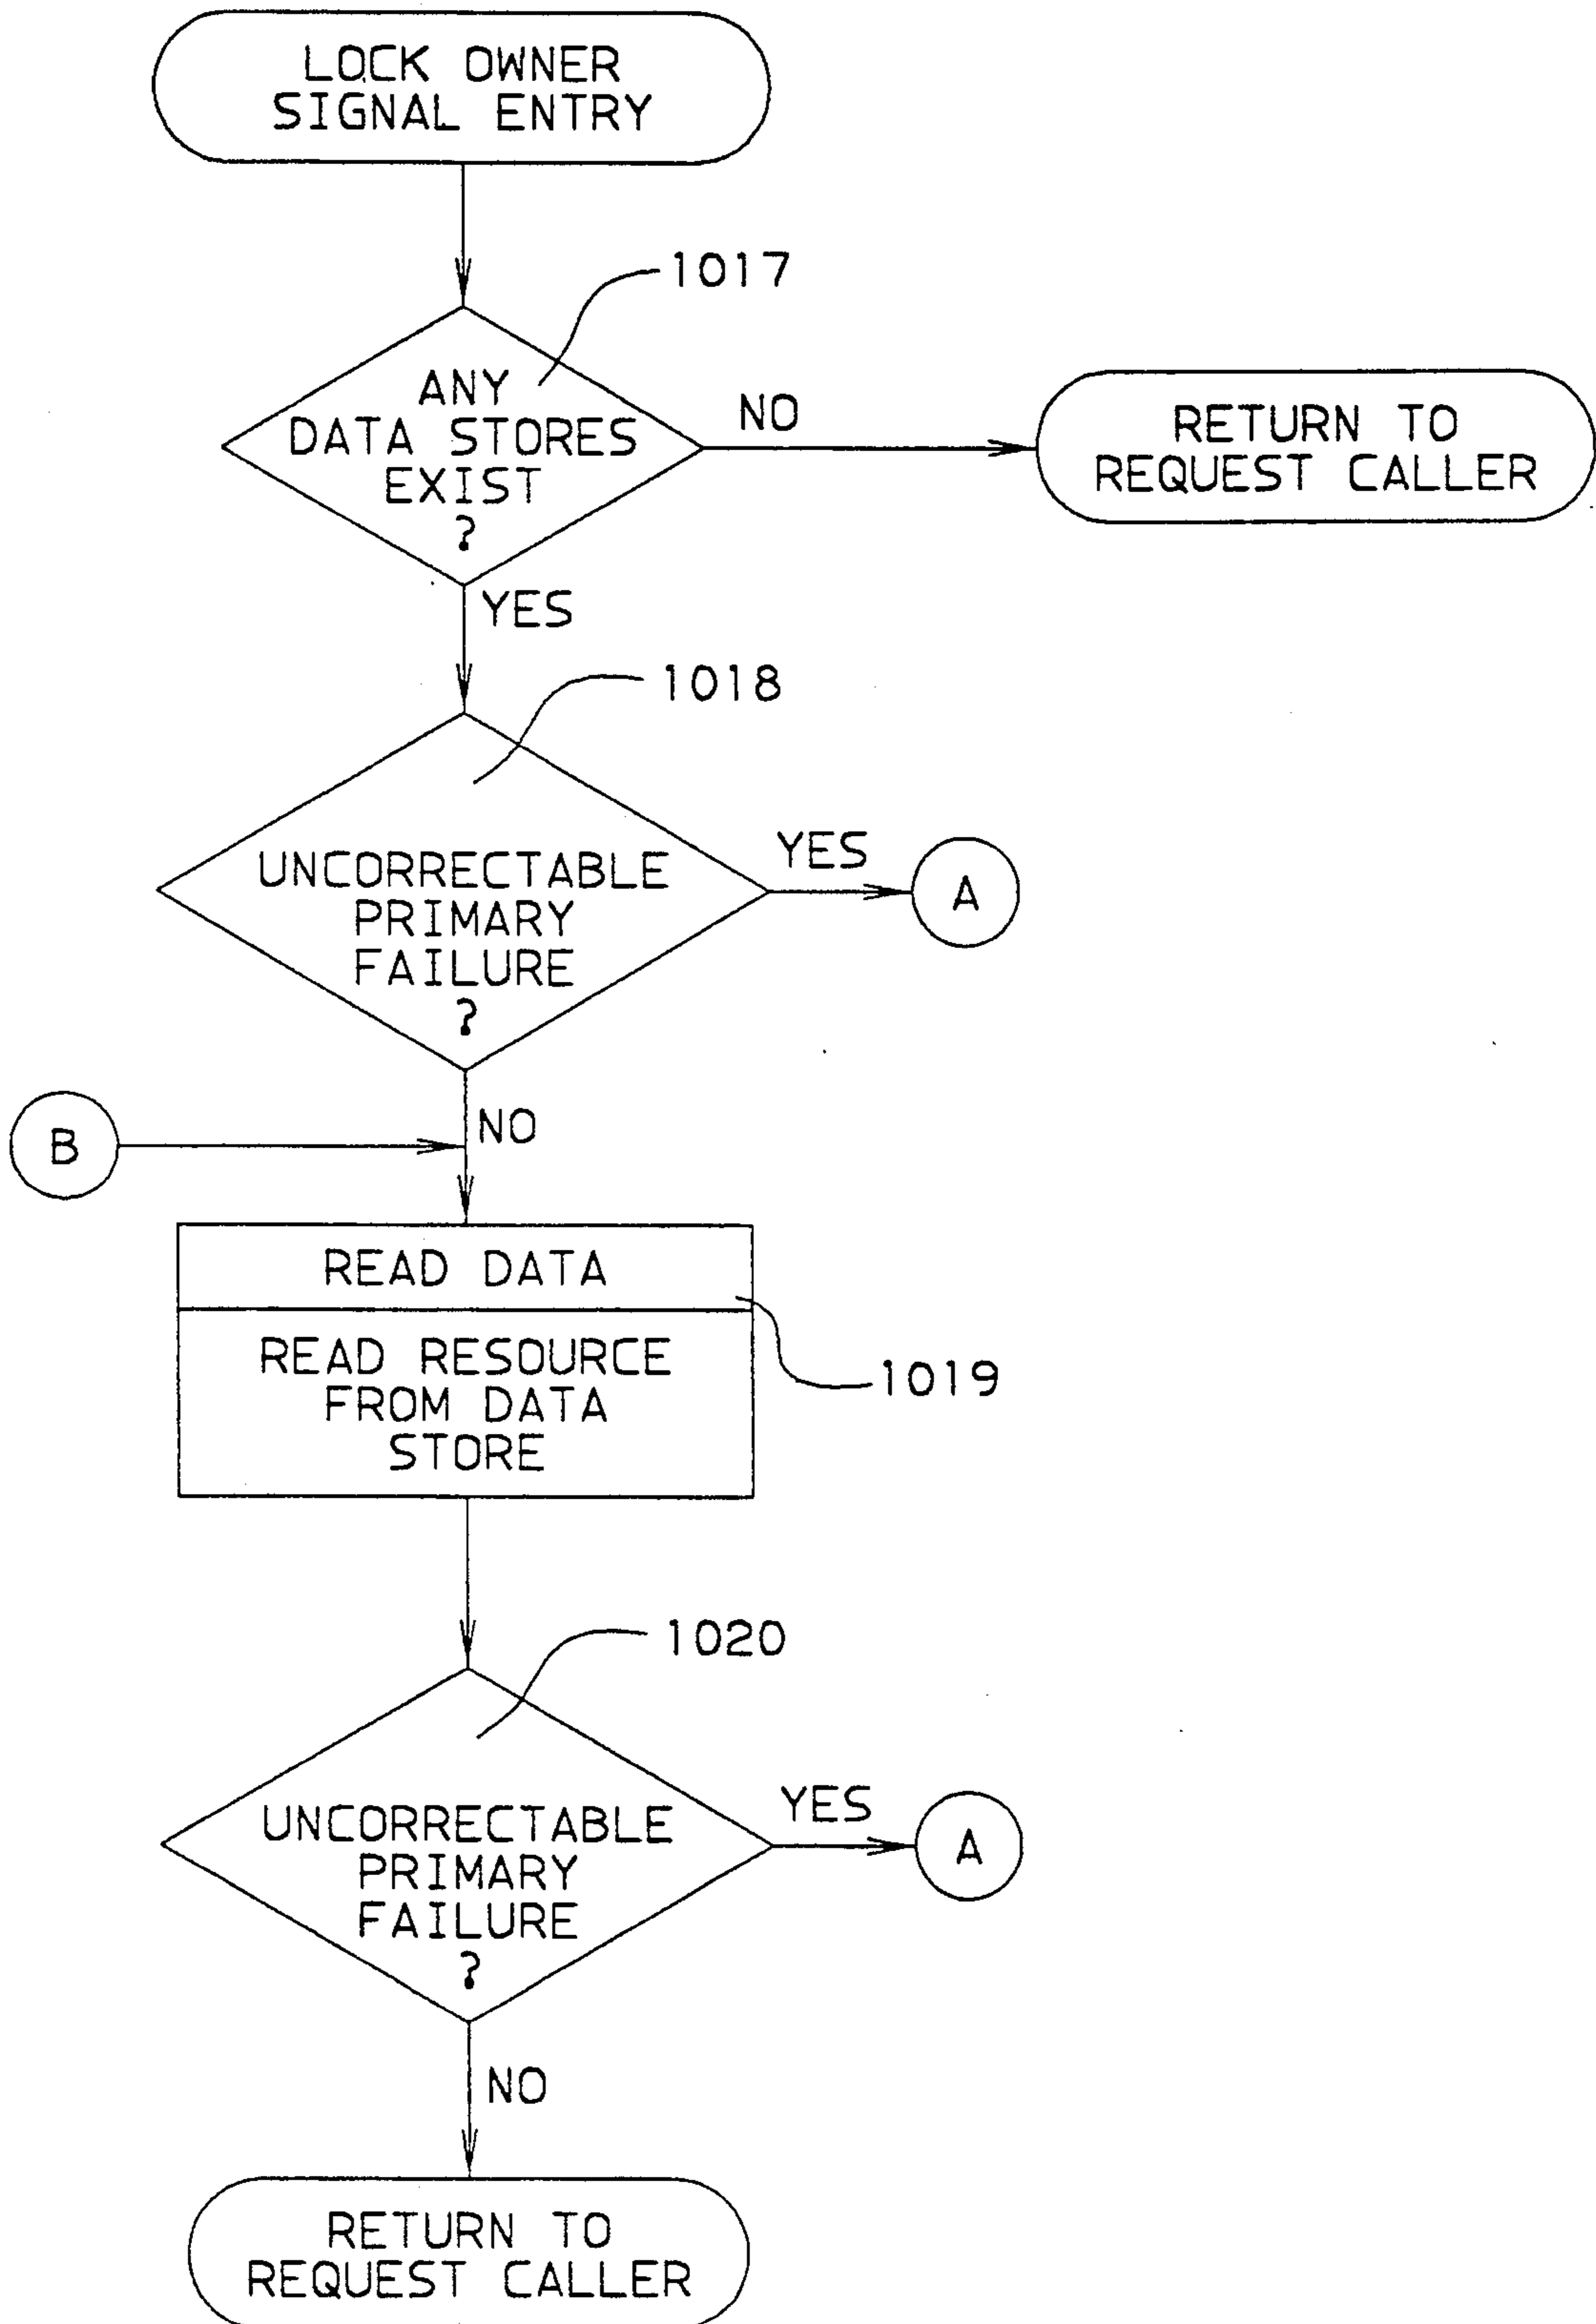 LOCK OWNER
SIGNAL ENTRY
1017
ANY
DATA STORES
EXIST
?
NO
RETURN TO
REQUEST CALLER
YES
1018
UNCORRECTABLE
PRIMARY
FAILURE
?
YES
A
B
NO
READ DATA
READ RESOURCE
FROM DATA
STORE
1019
1020
UNCORRECTABLE
PRIMARY
FAILURE
?
YES
A
NO
RETURN TO
REQUEST CALLER